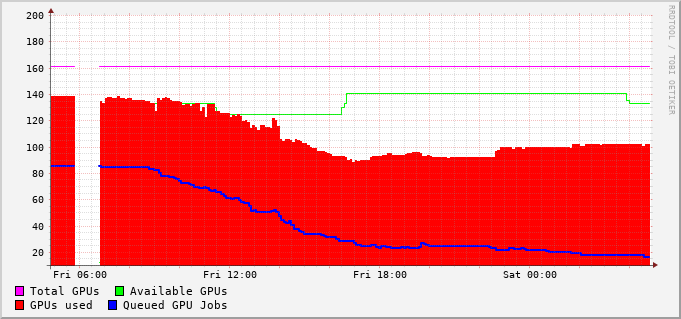 200
180
160
140
120
100
80
60
40
20
Fri 06:00 Fri 12:00 Fri 18:00 Sat 00:00
Total GPUs Available GPUs
GPUs used Queued GPU Jobs
RRDTOOL / TOBI OETIKER